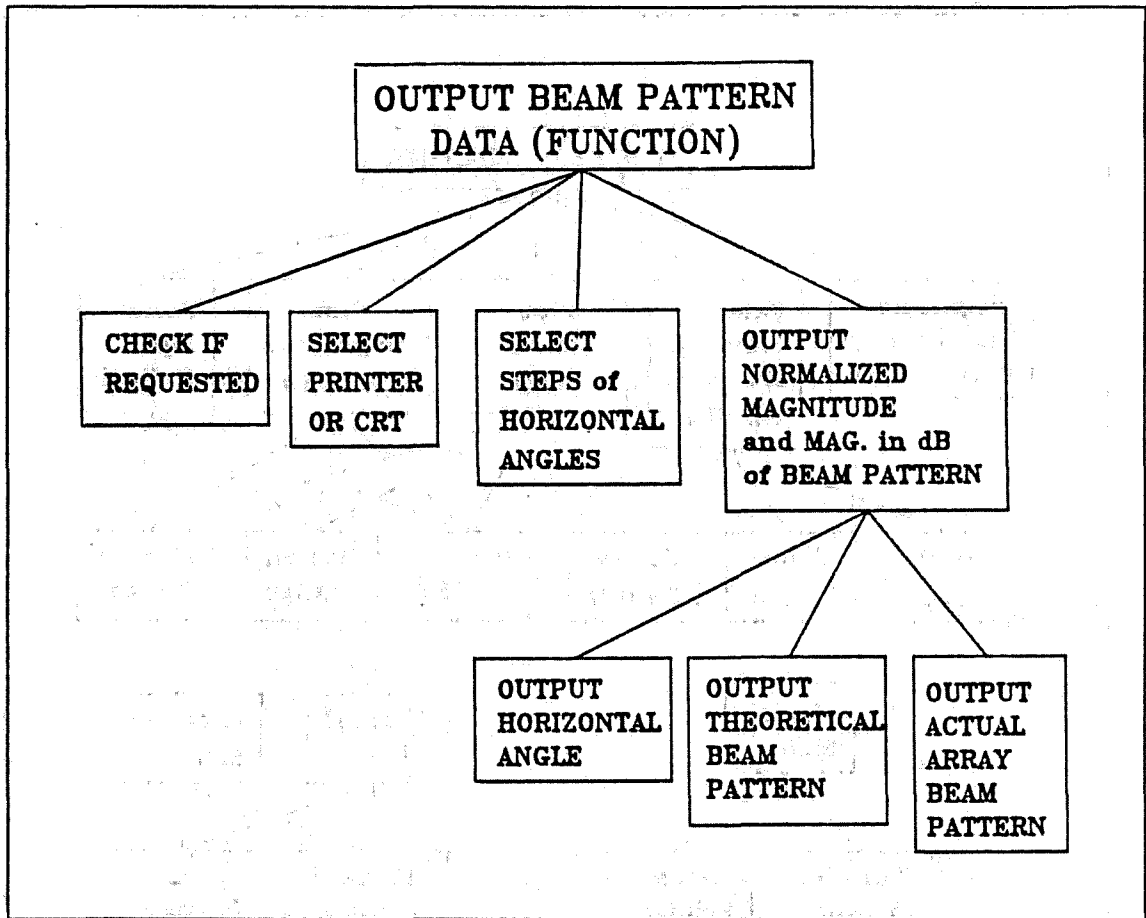 OUTPUT BEAM PATTERN
DATA (FUNCTION)
CHECK IF
REQUESTED
SELECT
PRINTER
OR CRT
SELECT
STEPS of
HORIZONTAL
ANGLES
OUTPUT
NORMALIZED
MAGNITUDE
and MAG. in dB
of BEAM PATTERN
OUTPUT
HORIZONTAL
ANGLE
OUTPUT
THEORETICAL
BEAM
PATTERN
OUTPUT
ACTUAL
ARRAY
BEAM
PATTERN